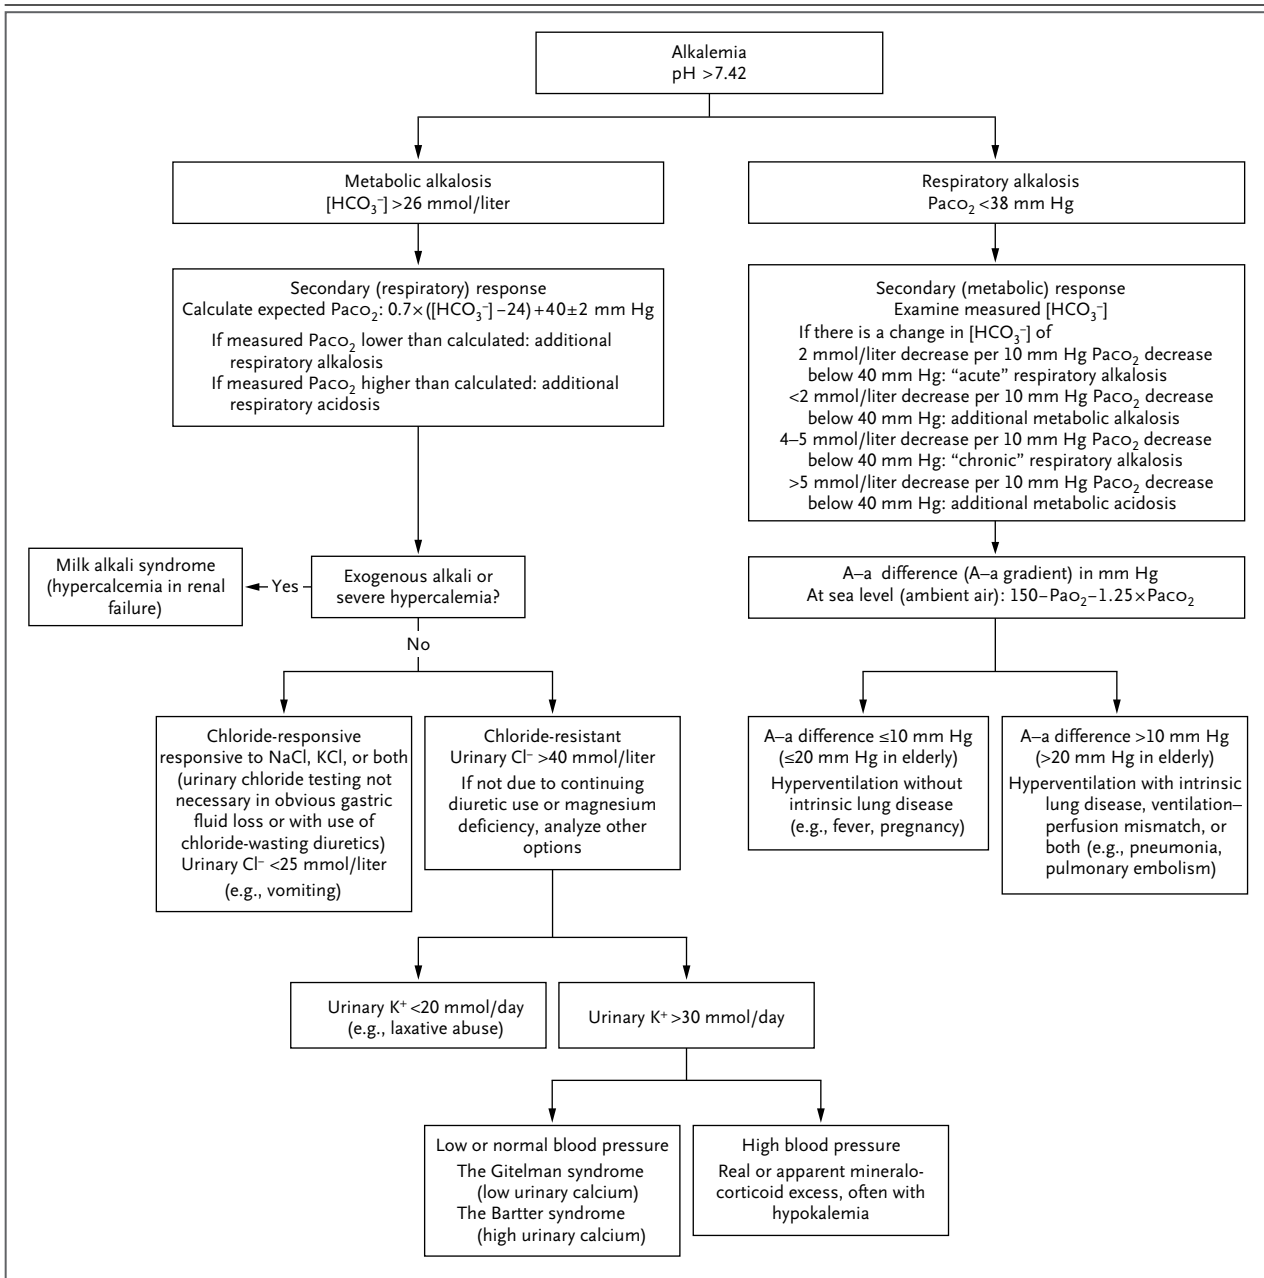 Alkalemia
pH >7.42
Metabolic alkalosis
[HCO₃⁻] >26 mmol/liter
Respiratory alkalosis
Paco₂ <38 mm Hg
Secondary (respiratory) response
Calculate expected Paco₂: 0.7×([HCO₃⁻] −24)+40±2 mm Hg
If measured Paco₂ lower than calculated: additional
respiratory alkalosis
If measured Paco₂ higher than calculated: additional
respiratory acidosis
Secondary (metabolic) response
Examine measured [HCO₃⁻]
If there is a change in [HCO₃⁻] of
2 mmol/liter decrease per 10 mm Hg Paco₂ decrease
below 40 mm Hg: “acute” respiratory alkalosis
<2 mmol/liter decrease per 10 mm Hg Paco₂ decrease
below 40 mm Hg: additional metabolic alkalosis
4–5 mmol/liter decrease per 10 mm Hg Paco₂ decrease
below 40 mm Hg: “chronic” respiratory alkalosis
>5 mmol/liter decrease per 10 mm Hg Paco₂ decrease
below 40 mm Hg: additional metabolic acidosis
Milk alkali syndrome
(hypercalcemia in renal
failure)
Yes
Exogenous alkali or
severe hypercalemia?
No
A–a difference (A–a gradient) in mm Hg
At sea level (ambient air): 150−Pao₂−1.25×Paco₂
Chloride-responsive
responsive to NaCl, KCl, or both
(urinary chloride testing not
necessary in obvious gastric
fluid loss or with use of
chloride-wasting diuretics)
Urinary Cl⁻ <25 mmol/liter
(e.g., vomiting)
Chloride-resistant
Urinary Cl⁻ >40 mmol/liter
If not due to continuing
diuretic use or magnesium
deficiency, analyze other
options
A–a difference ≤10 mm Hg
(≤20 mm Hg in elderly)
Hyperventilation without
intrinsic lung disease
(e.g., fever, pregnancy)
A–a difference >10 mm Hg
(>20 mm Hg in elderly)
Hyperventilation with intrinsic
lung disease, ventilation–
perfusion mismatch, or
both (e.g., pneumonia,
pulmonary embolism)
Urinary K⁺ <20 mmol/day
(e.g., laxative abuse)
Urinary K⁺ >30 mmol/day
Low or normal blood pressure
The Gitelman syndrome
(low urinary calcium)
The Bartter syndrome
(high urinary calcium)
High blood pressure
Real or apparent mineralo-
corticoid excess, often with
hypokalemia